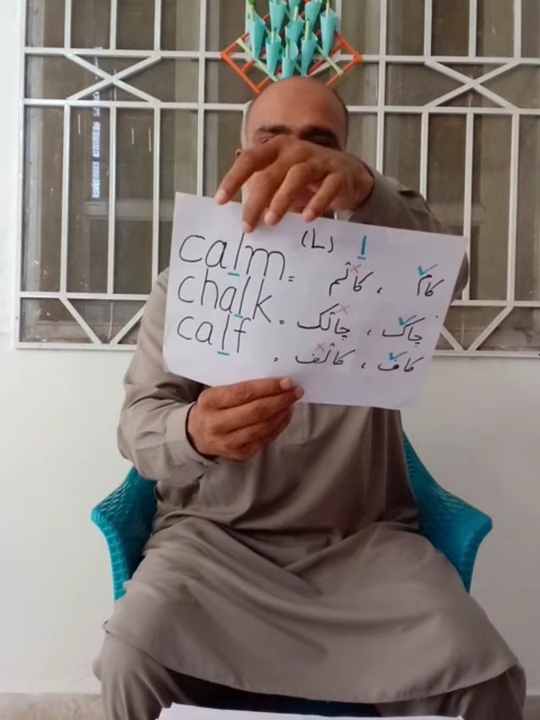 (L) l
calm = کالم ، کام
chalk = چالک ، چاک
calf = کالف ، کاف